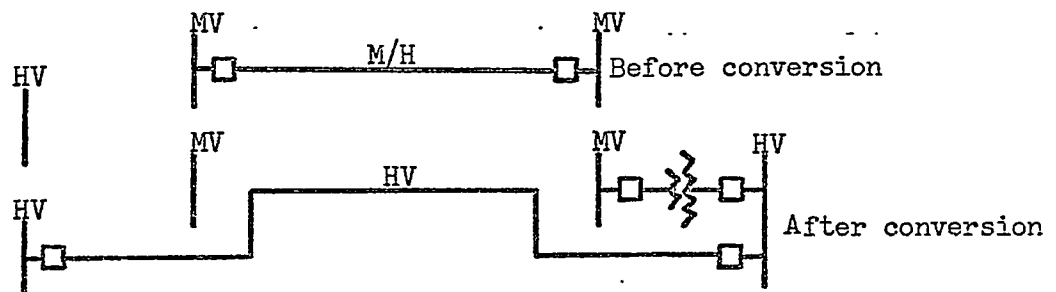 MV MV
M/H
HV Before conversion
MV MV HV
HV
HV
After conversion